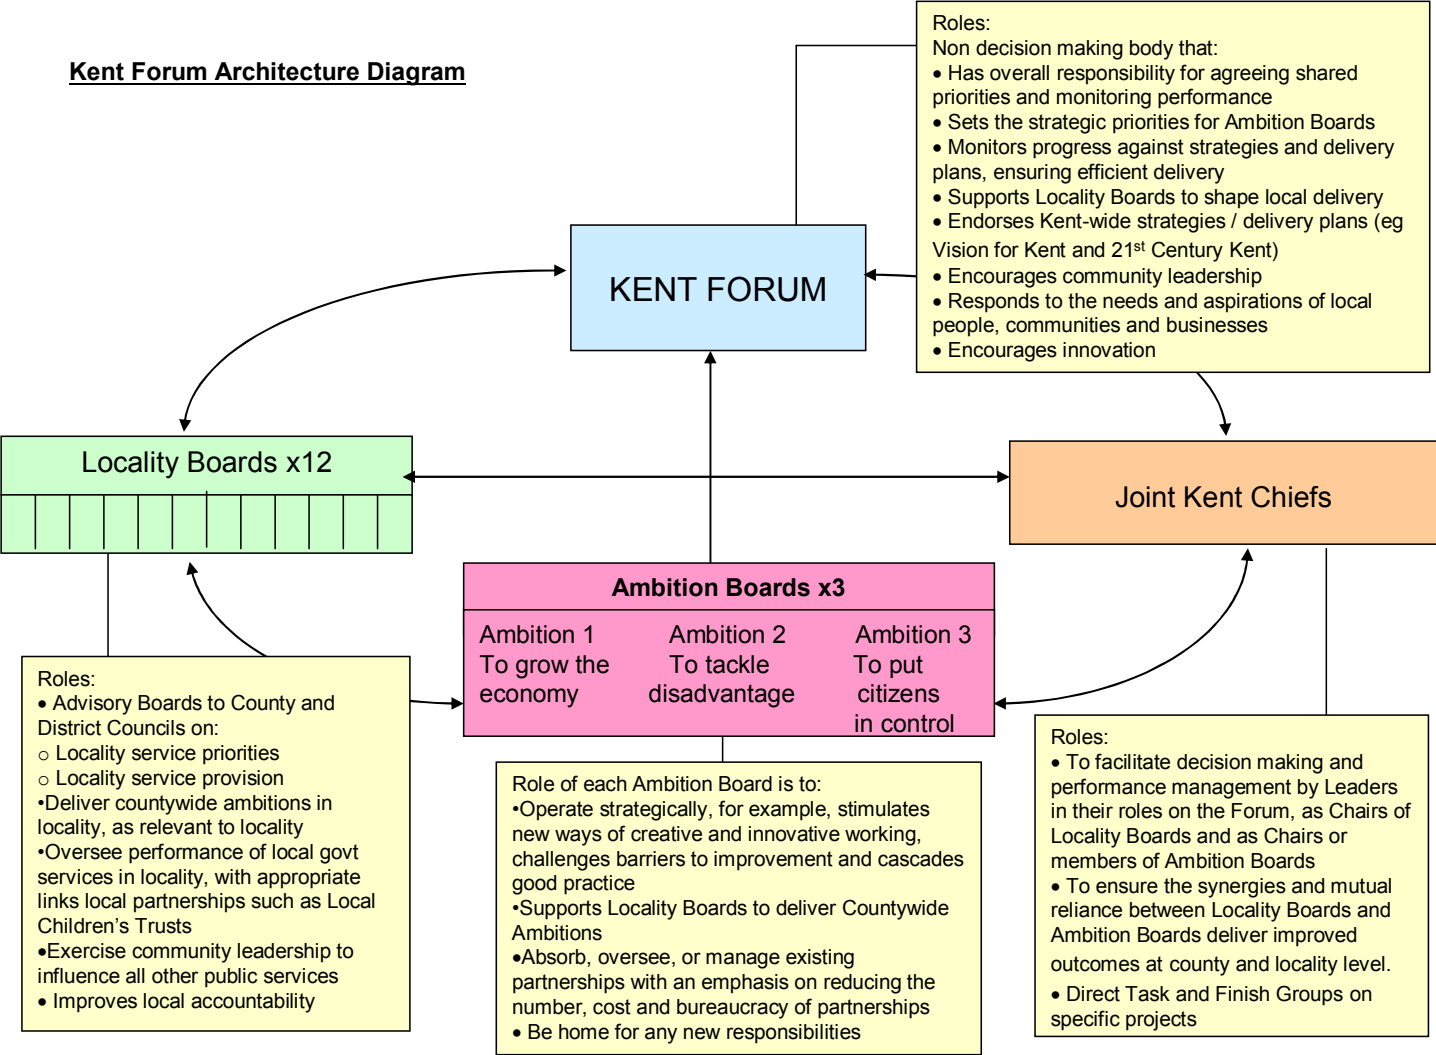 Kent Forum Architecture Diagram
Roles:
Non decision making body that:
• Has overall responsibility for agreeing shared
priorities and monitoring performance
• Sets the strategic priorities for Ambition Boards
• Monitors progress against strategies and delivery
plans, ensuring efficient delivery
• Supports Locality Boards to shape local delivery
• Endorses Kent-wide strategies / delivery plans (eg
Vision for Kent and 21st Century Kent)
• Encourages community leadership
• Responds to the needs and aspirations of local
people, communities and businesses
• Encourages innovation
KENT FORUM
Locality Boards x12
Joint Kent Chiefs
Ambition Boards x3
Ambition 1
To grow the
economy
Ambition 2
To tackle
disadvantage
Ambition 3
To put
citizens
in control
Roles:
• Advisory Boards to County and
District Councils on:
o Locality service priorities
o Locality service provision
•Deliver countywide ambitions in
locality, as relevant to locality
•Oversee performance of local govt
services in locality, with appropriate
links local partnerships such as Local
Children’s Trusts
•Exercise community leadership to
influence all other public services
• Improves local accountability
Role of each Ambition Board is to:
•Operate strategically, for example, stimulates
new ways of creative and innovative working,
challenges barriers to improvement and cascades
good practice
•Supports Locality Boards to deliver Countywide
Ambitions
•Absorb, oversee, or manage existing
partnerships with an emphasis on reducing the
number, cost and bureaucracy of partnerships
• Be home for any new responsibilities
Roles:
• To facilitate decision making and
performance management by Leaders
in their roles on the Forum, as Chairs of
Locality Boards and as Chairs or
members of Ambition Boards
• To ensure the synergies and mutual
reliance between Locality Boards and
Ambition Boards deliver improved
outcomes at county and locality level.
• Direct Task and Finish Groups on
specific projects